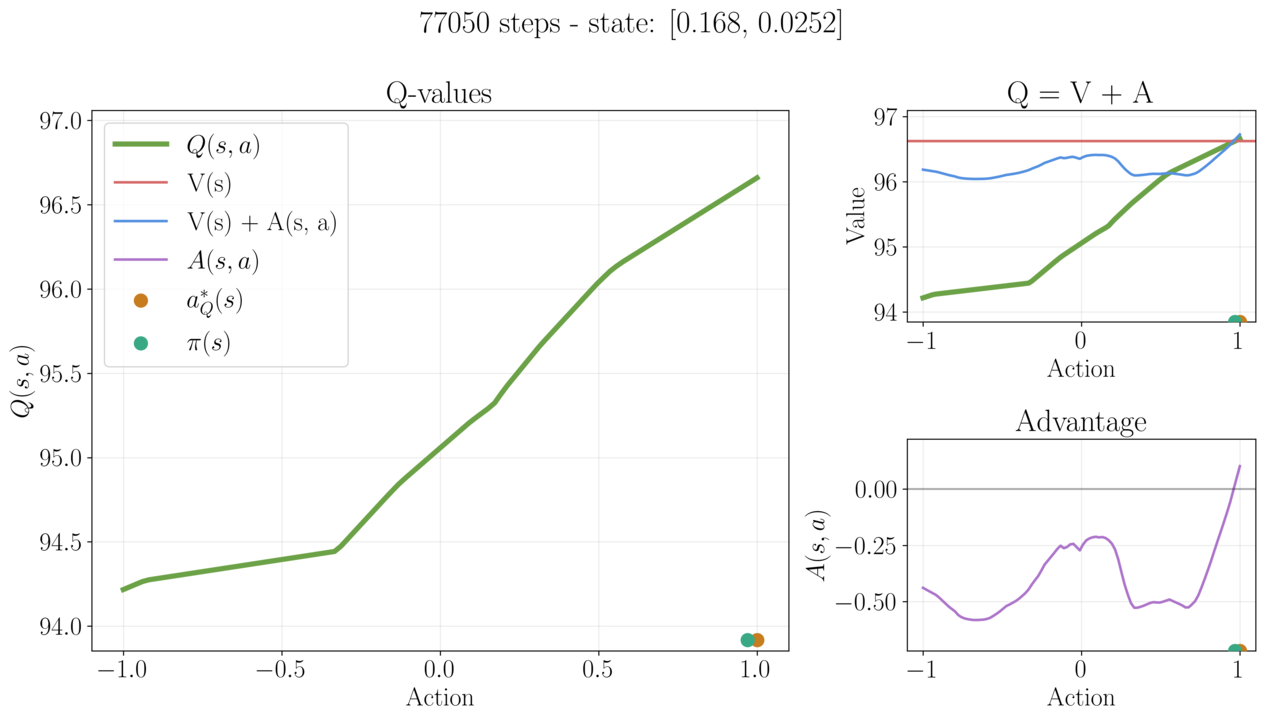 77050 steps - state: [0.168, 0.0252]
Q-values
97.0
96.5
96.0
95.5
95.0
94.5
94.0
Q(s, a)
Q(s, a)
V(s)
V(s) + A(s, a)
A(s, a)
a*_Q(s)
π(s)
−1.0 −0.5 0.0 0.5 1.0
Action
Q = V + A
97
96
95
94
Value
−1 0 1
Action
Advantage
0.00
−0.25
−0.50
A(s, a)
−1 0 1
Action